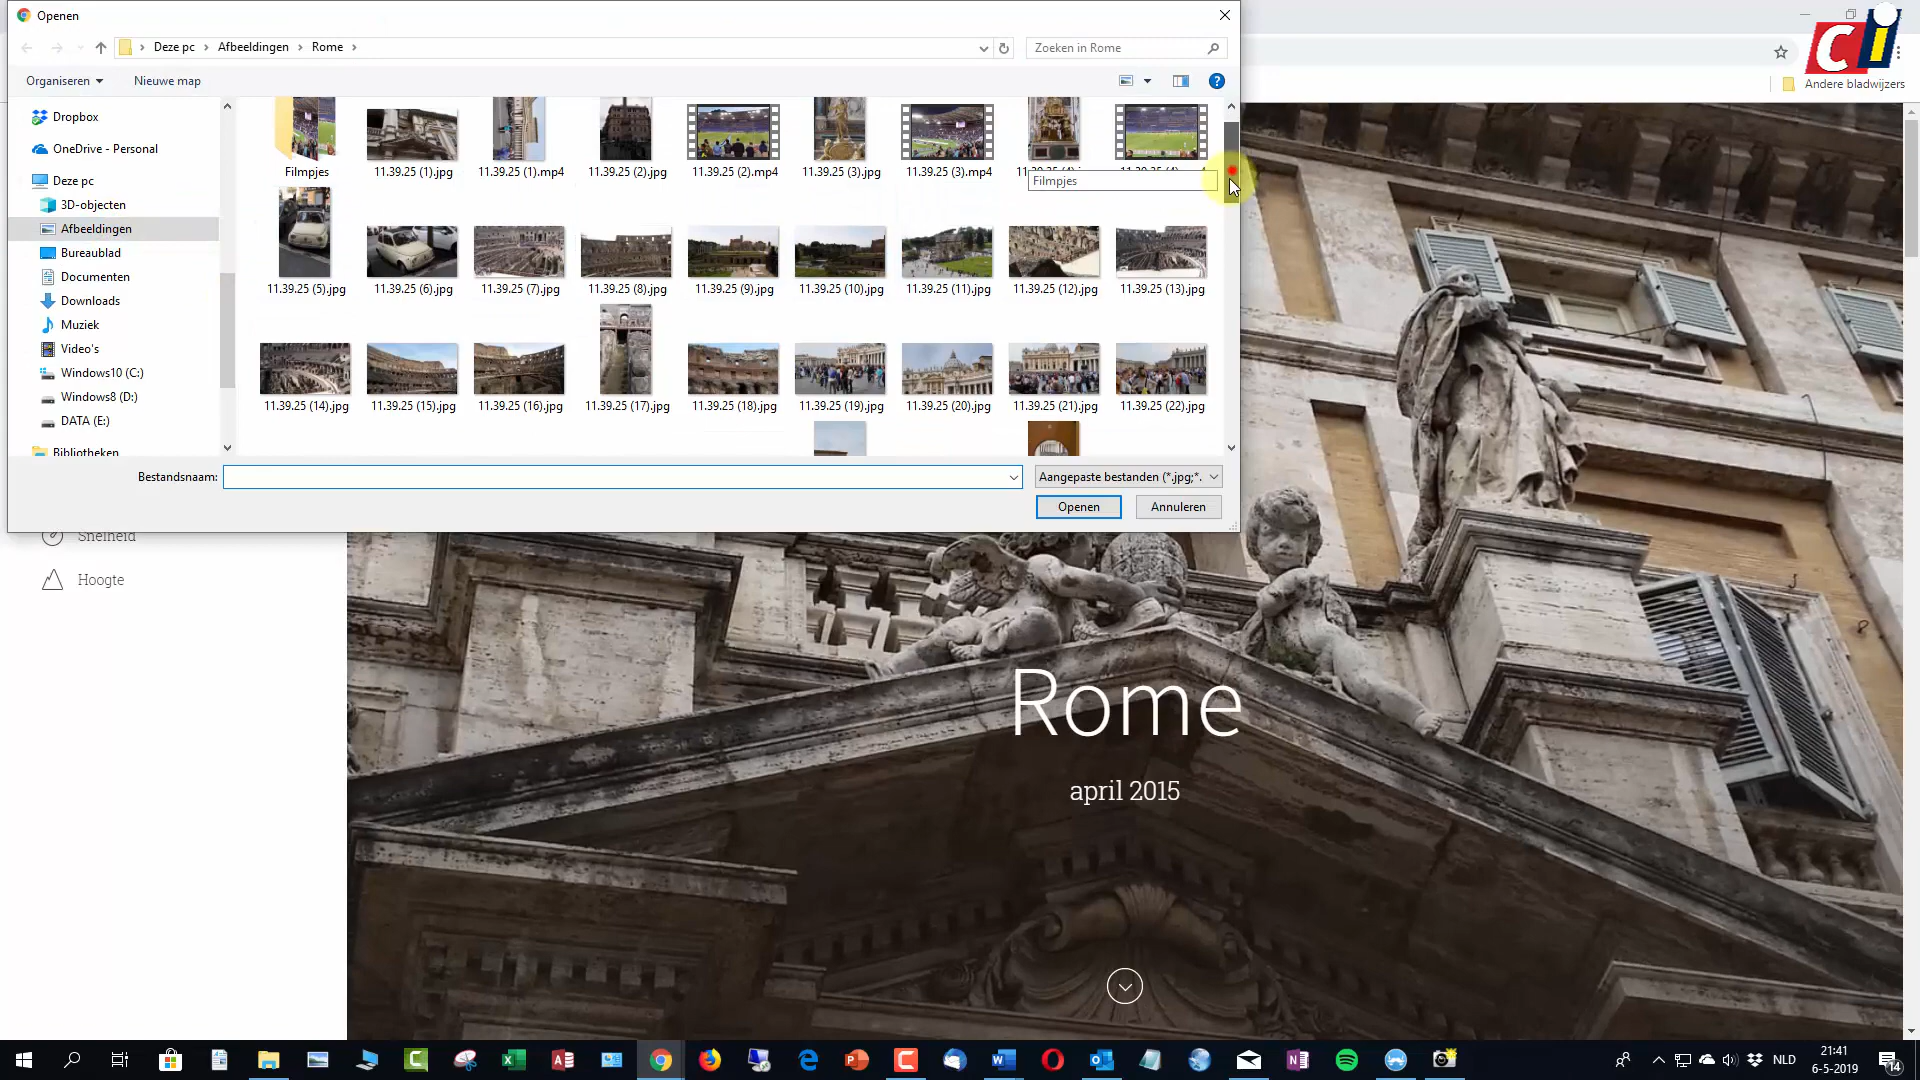 Openen
Ci
Deze pc
Afbeeldingen
Rome
Zoeken in Rome
Organiseren
Nieuwe map
Andere bladwijzers
Dropbox
OneDrive - Personal
Deze pc
3D-objecten
Afbeeldingen
Bureaublad
Documenten
Downloads
Muziek
Video's
Windows10 (C:)
Windows8 (D:)
DATA (E:)
Bibliotheken
Filmpjes
11.39.25 (1).jpg
11.39.25 (1).mp4
11.39.25 (2).jpg
11.39.25 (2).mp4
11.39.25 (3).jpg
11.39.25 (3).mp4
Filmpjes
11.39.25 (5).jpg
11.39.25 (6).jpg
11.39.25 (7).jpg
11.39.25 (8).jpg
11.39.25 (9).jpg
11.39.25 (10).jpg
11.39.25 (11).jpg
11.39.25 (12).jpg
11.39.25 (13).jpg
11.39.25 (14).jpg
11.39.25 (15).jpg
11.39.25 (16).jpg
11.39.25 (17).jpg
11.39.25 (18).jpg
11.39.25 (19).jpg
11.39.25 (20).jpg
11.39.25 (21).jpg
11.39.25 (22).jpg
Bestandsnaam:
Aangepaste bestanden (*.jpg;*.
Openen
Annuleren
Snelheid
Hoogte
Rome
april 2015
NLD
21:41
6-5-2019
14